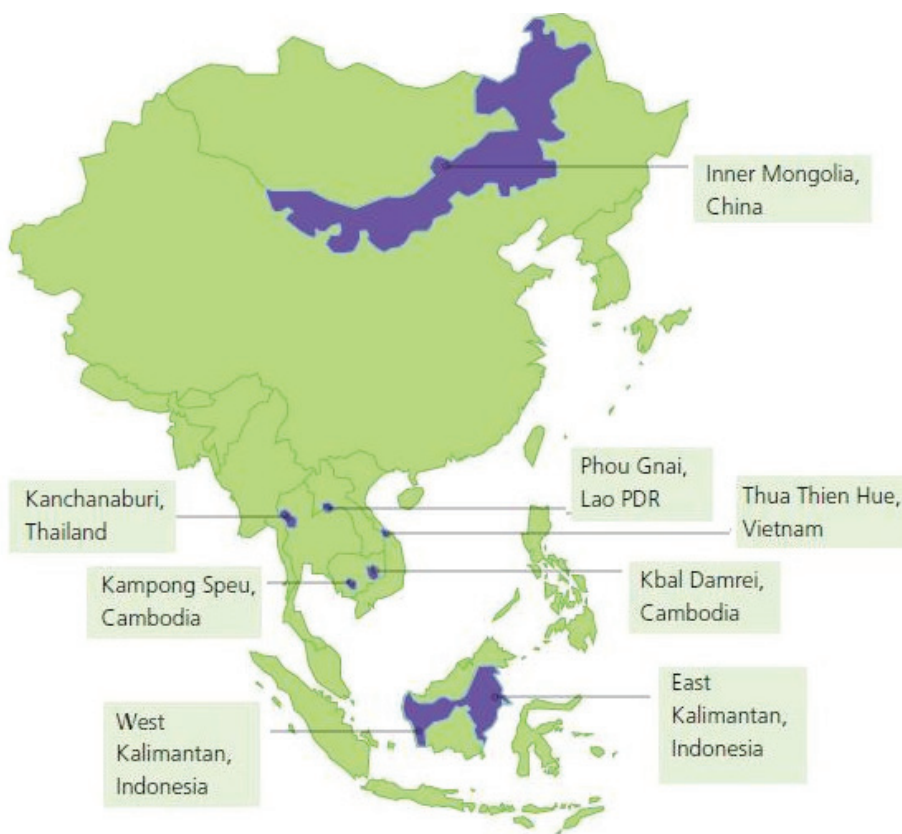 Inner Mongolia,
China
Phou Gnai,
Lao PDR
Thua Thien Hue,
Vietnam
Kanchanaburi,
Thailand
Kampong Speu,
Cambodia
Kbal Damrei,
Cambodia
East
Kalimantan,
Indonesia
West
Kalimantan,
Indonesia